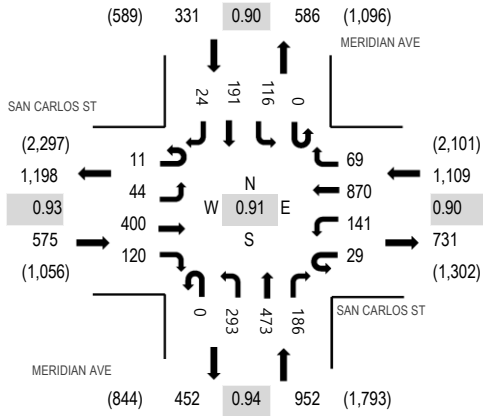 (589) 331 0.90 586 (1,096)
MERIDIAN AVE
24 191 116 0
SAN CARLOS ST
(2,297) (2,101)
11 69
1,198 1,109
44 N 870
0.93 W 0.91 E 0.90
400 141
575 S 731
120 29
(1,056) (1,302)
0 293 473 186
SAN CARLOS ST
MERIDIAN AVE
(844) 452 0.94 952 (1,793)